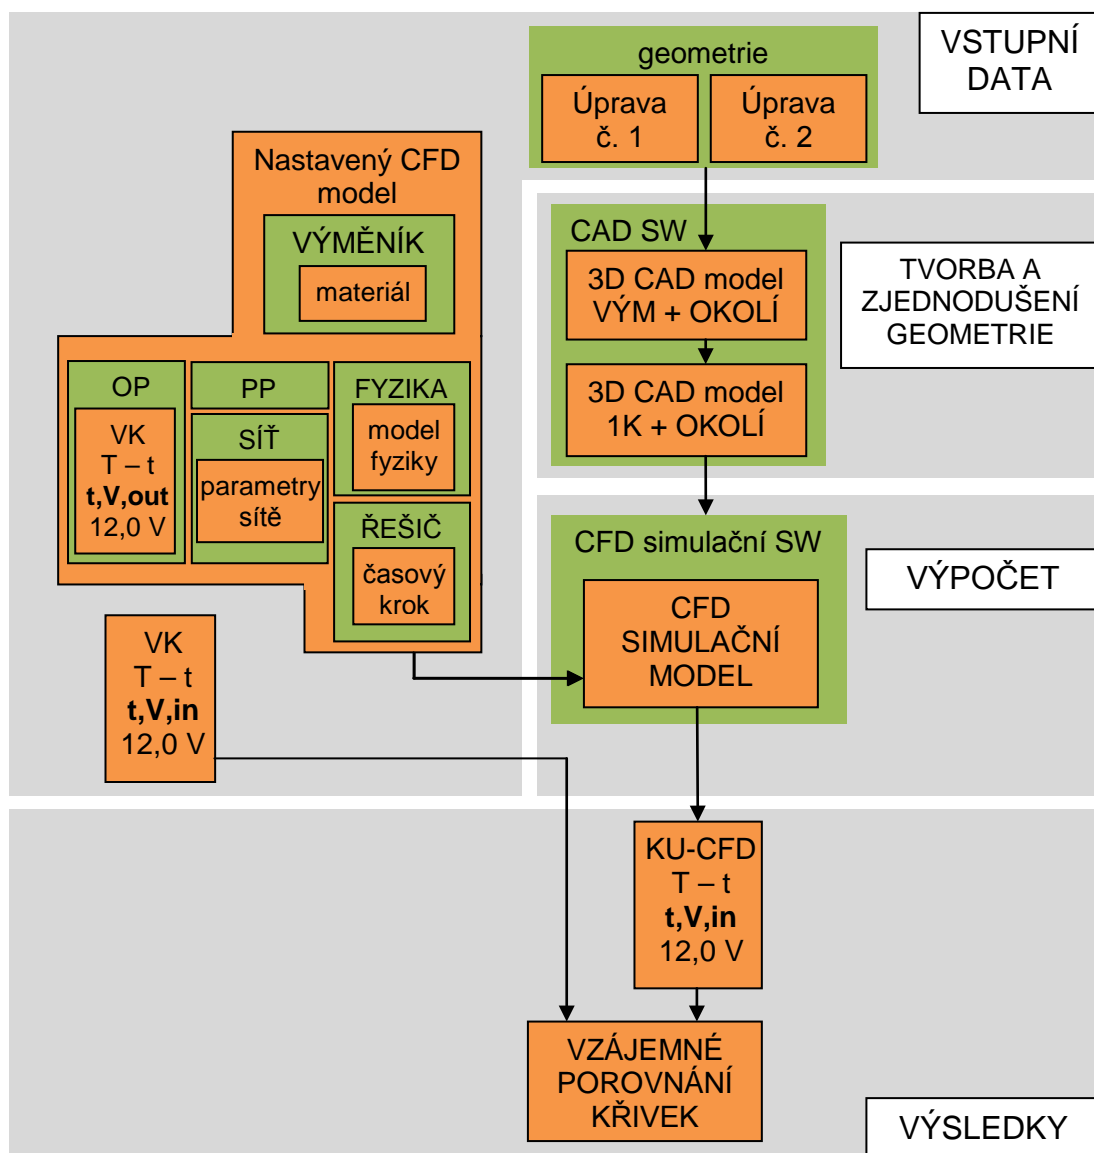 VSTUPNÍ
DATA
geometrie
Úprava
č. 1
Úprava
č. 2
Nastavený CFD
model
VÝMĚNÍK
materiál
OP
VK
T – t
t,V,out
12,0 V
PP
SÍŤ
parametry
sítě
FYZIKA
model
fyziky
ŘEŠIČ
časový
krok
CAD SW
3D CAD model
VÝM + OKOLÍ
3D CAD model
1K + OKOLÍ
TVORBA A
ZJEDNODUŠENÍ
GEOMETRIE
CFD simulační SW
CFD
SIMULAČNÍ
MODEL
VÝPOČET
VK
T – t
t,V,in
12,0 V
KU-CFD
T – t
t,V,in
12,0 V
VZÁJEMNÉ
POROVNÁNÍ
KŘIVEK
VÝSLEDKY